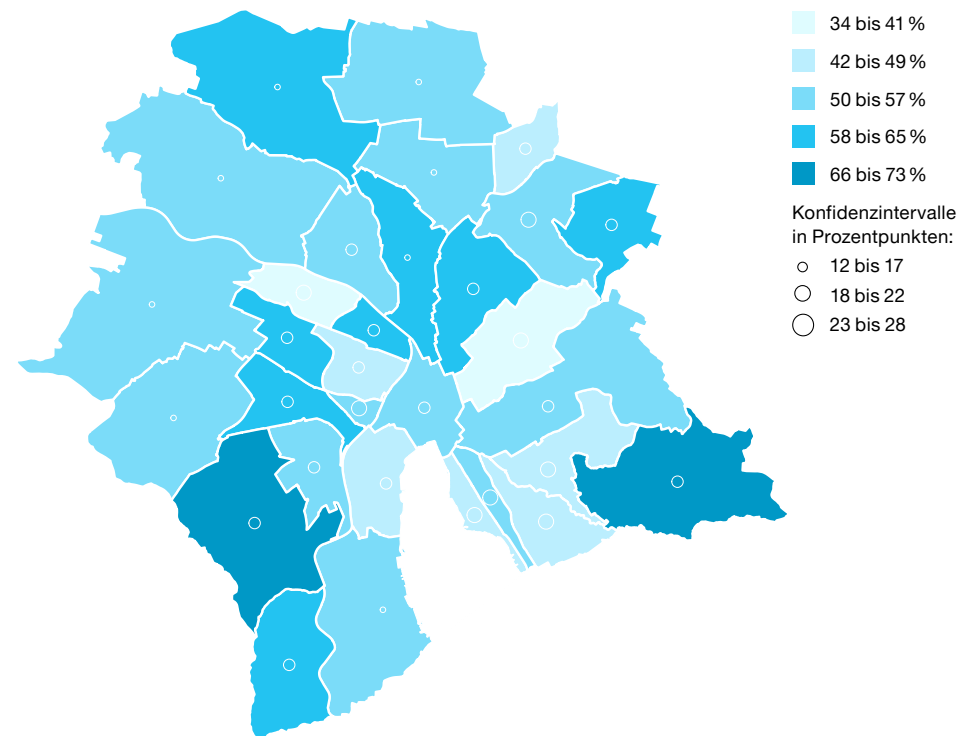 34 bis 41 %
42 bis 49 %
50 bis 57 %
58 bis 65 %
66 bis 73 %
Konfidenzintervalle
in Prozentpunkten:
12 bis 17
18 bis 22
23 bis 28